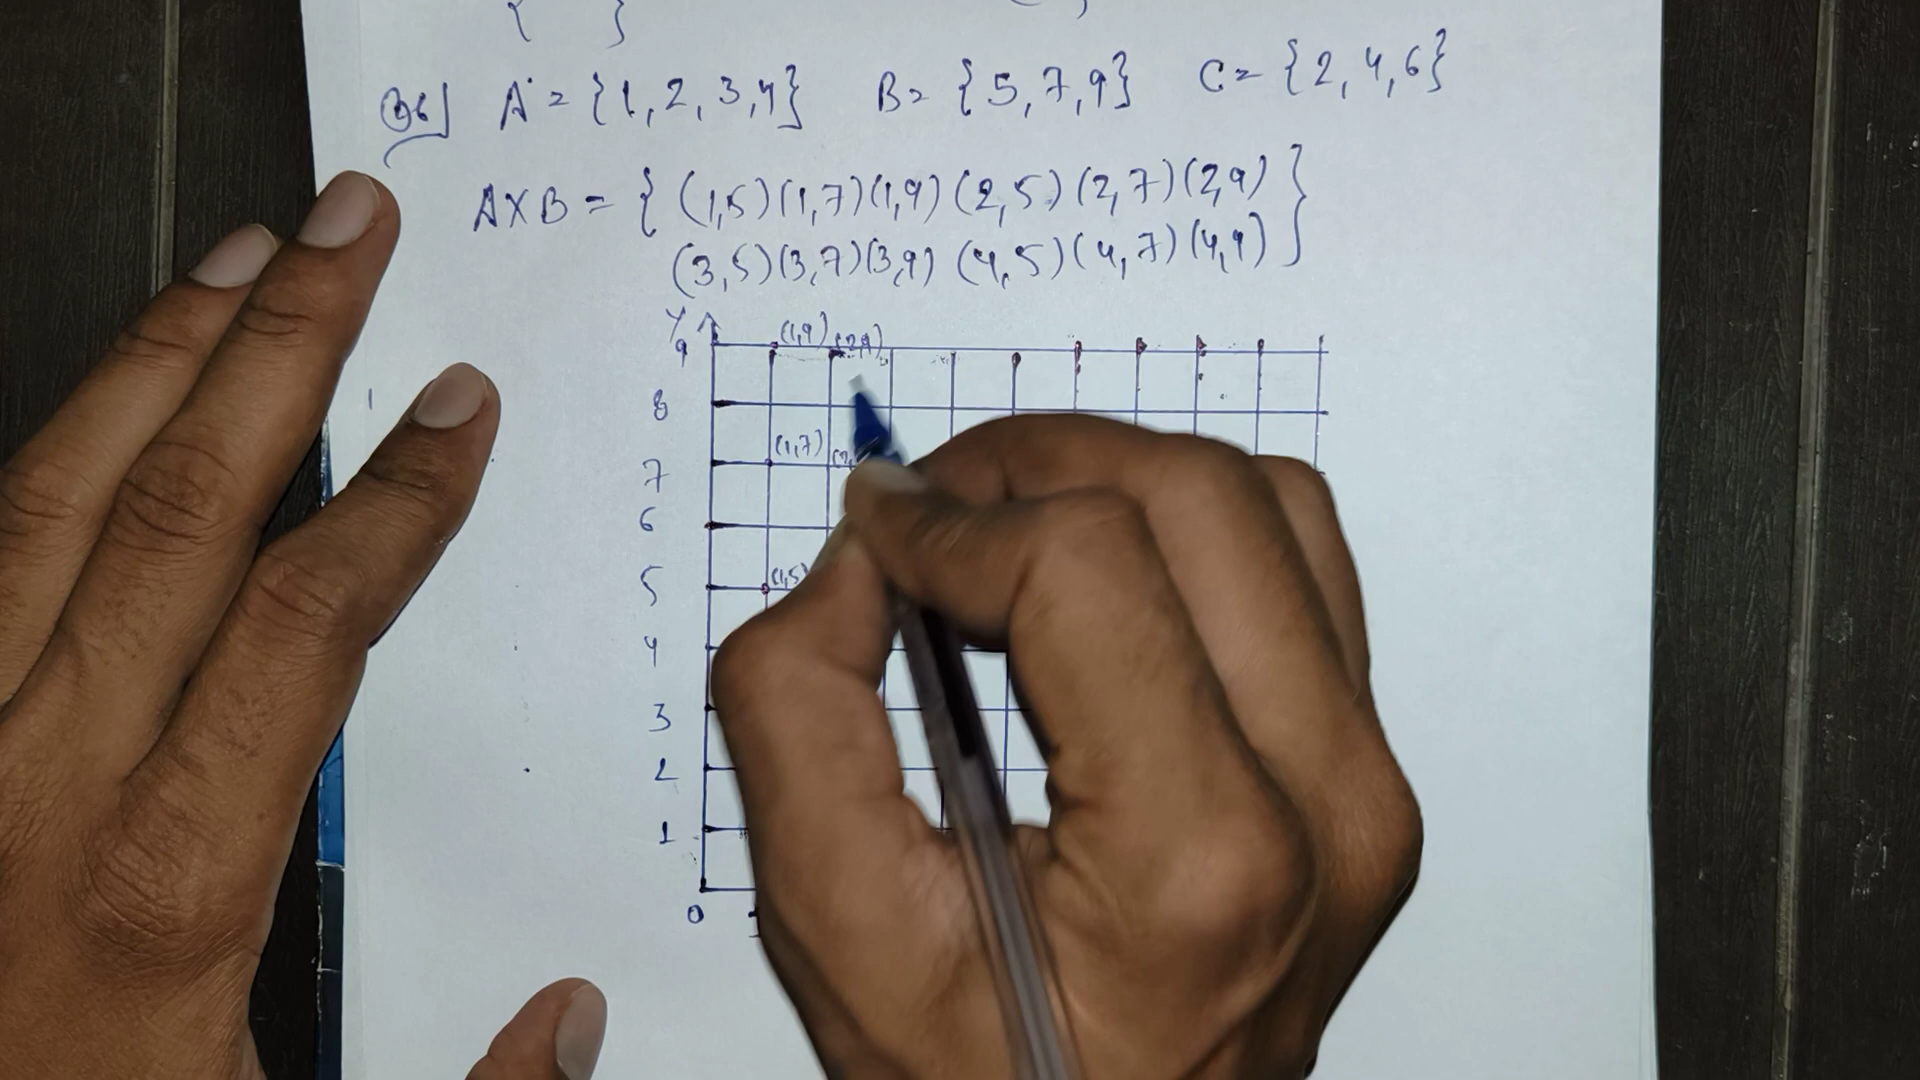 { }
Q6] A = {1, 2, 3, 4} B = {5, 7, 9} C = {2, 4, 6}
A×B = { (1,5) (1,7) (1,9) (2,5) (2,7) (2,9)
(3,5) (3,7) (3,9) (4,5) (4,7) (4,9) }
Y
9 (1,9) (2,9)
8
7 (1,7)
6
5 (1,5)
4
3
2
1
0